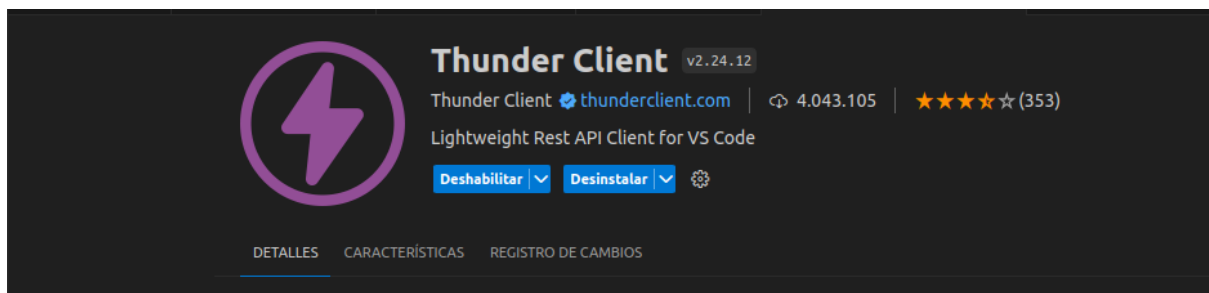 Thunder Client v2.24.12
Thunder Client thunderclient.com 4.043.105 (353)
Lightweight Rest API Client for VS Code
Deshabilitar Desinstalar
DETALLES CARACTERÍSTICAS REGISTRO DE CAMBIOS